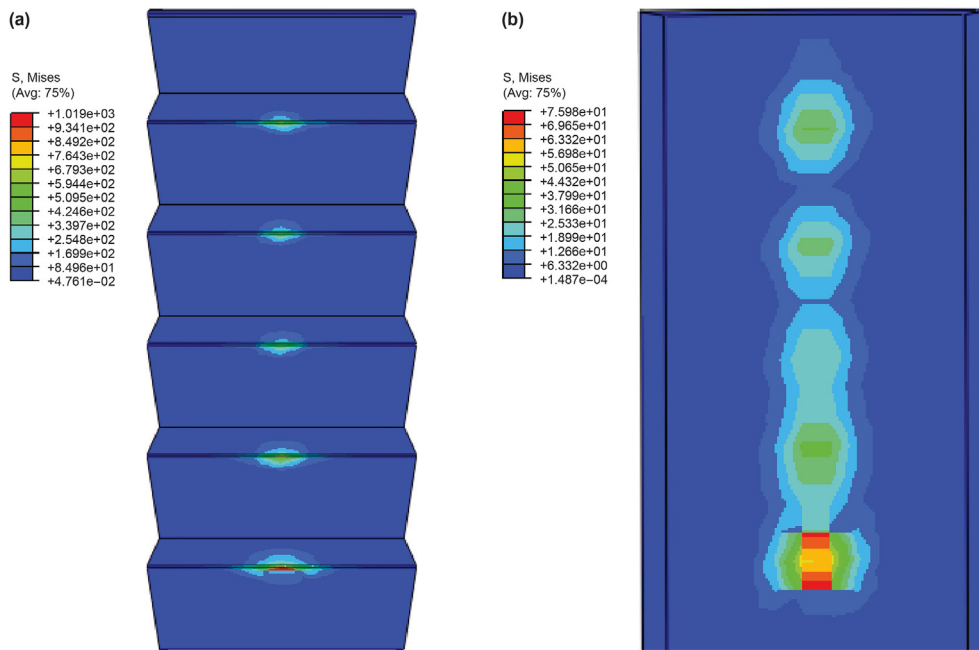 (a)
S, Mises
(Avg: 75%)
+1.019e+03
+9.341e+02
+8.492e+02
+7.643e+02
+6.793e+02
+5.944e+02
+5.095e+02
+4.246e+02
+3.397e+02
+2.548e+02
+1.699e+02
+8.496e+01
+4.761e−02
(b)
S, Mises
(Avg: 75%)
+7.598e+01
+6.965e+01
+6.332e+01
+5.698e+01
+5.065e+01
+4.432e+01
+3.799e+01
+3.166e+01
+2.533e+01
+1.899e+01
+1.266e+01
+6.332e+00
+1.487e−04